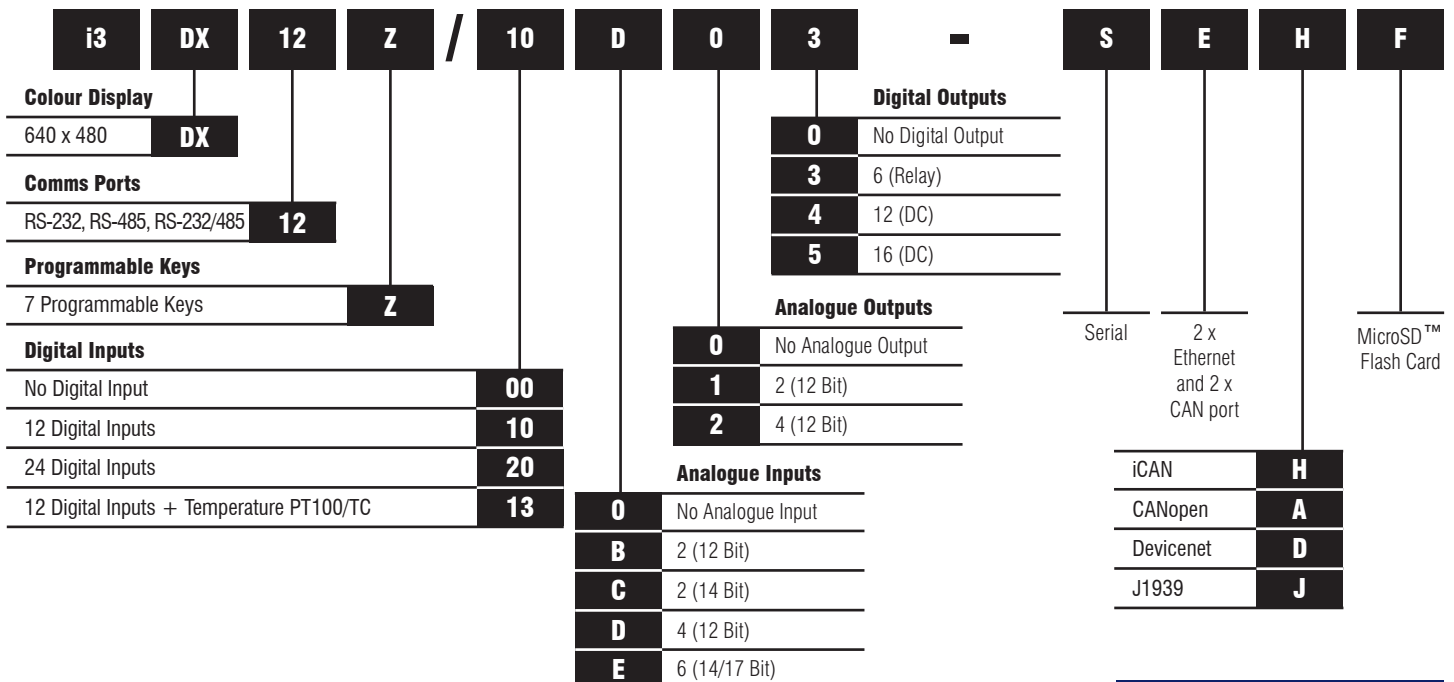 i3 DX 12 Z / 10 D 0 3 - S E H F
Colour Display
640 x 480 DX
Comms Ports
RS-232, RS-485, RS-232/485 12
Programmable Keys
7 Programmable Keys Z
Digital Inputs
No Digital Input 00
12 Digital Inputs 10
24 Digital Inputs 20
12 Digital Inputs + Temperature PT100/TC 13
Analogue Inputs
0 No Analogue Input
B 2 (12 Bit)
C 2 (14 Bit)
D 4 (12 Bit)
E 6 (14/17 Bit)
Analogue Outputs
0 No Analogue Output
1 2 (12 Bit)
2 4 (12 Bit)
Digital Outputs
0 No Digital Output
3 6 (Relay)
4 12 (DC)
5 16 (DC)
Serial
2 x
Ethernet
and 2 x
CAN port
iCAN H
CANopen A
Devicenet D
J1939 J
MicroSD™
Flash Card